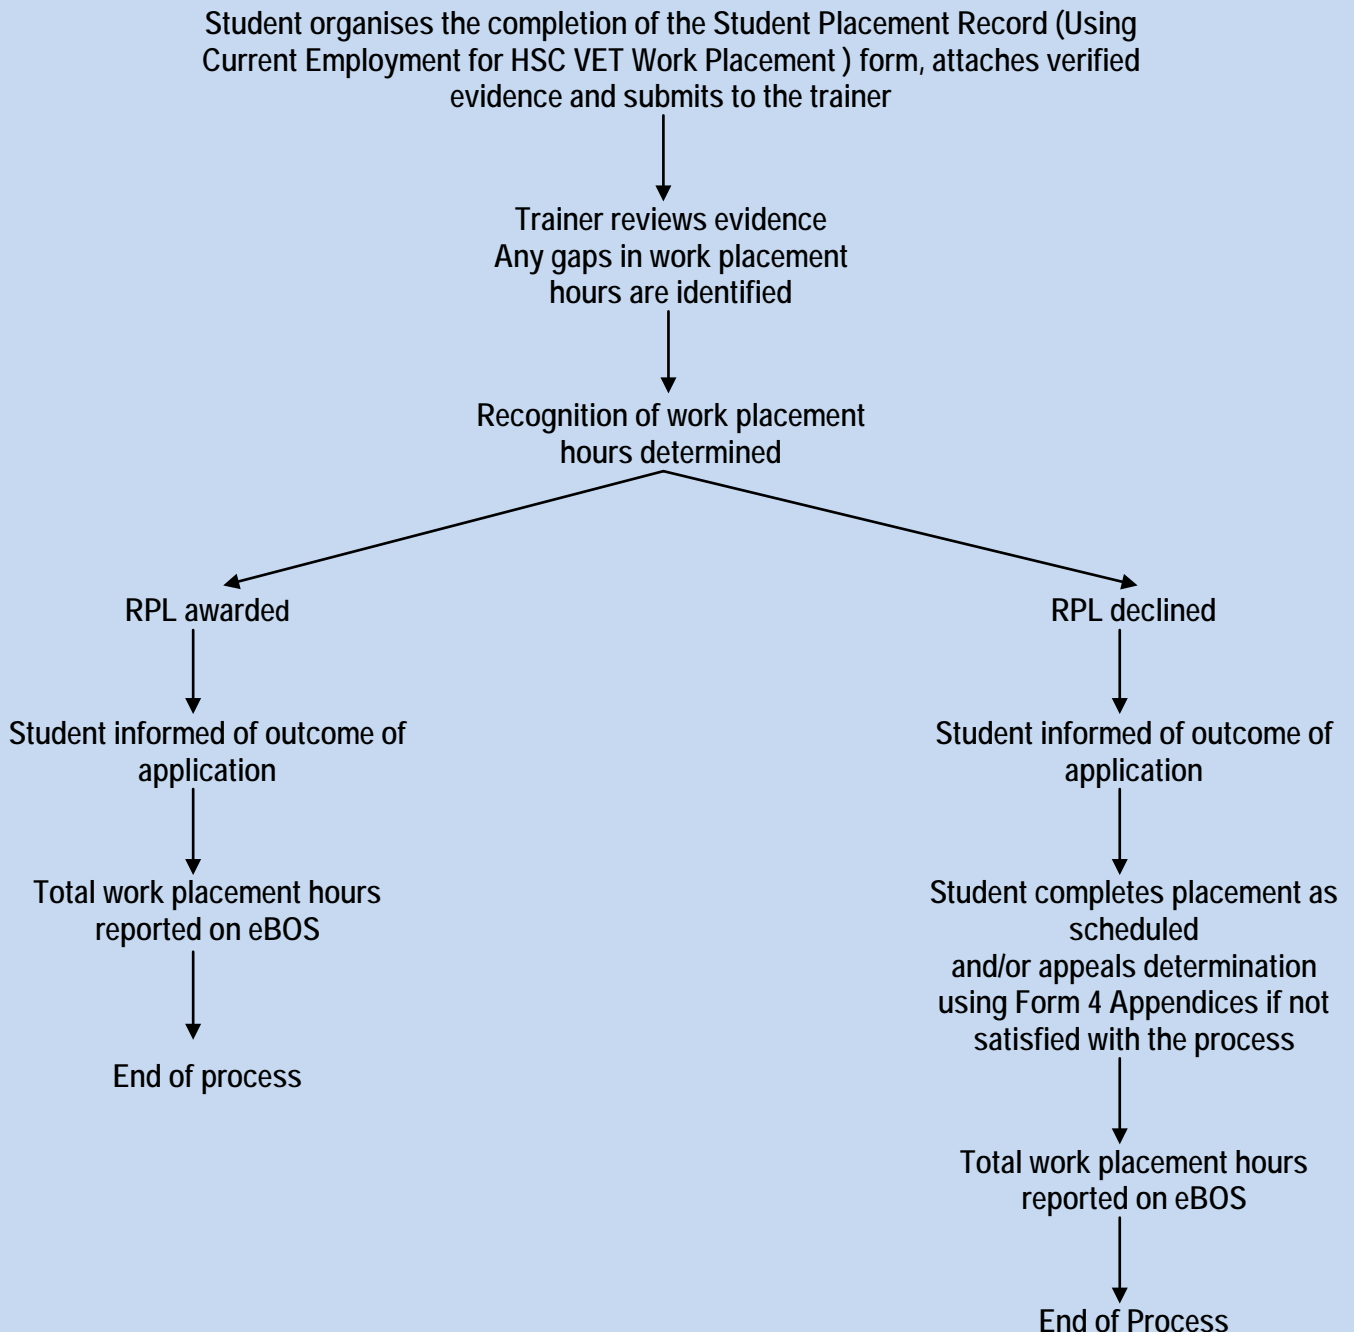 Student organises the completion of the Student Placement Record (Using
Current Employment for HSC VET Work Placement ) form, attaches verified
evidence and submits to the trainer
Trainer reviews evidence
Any gaps in work placement
hours are identified
Recognition of work placement
hours determined
RPL awarded
Student informed of outcome of
application
Total work placement hours
reported on eBOS
End of process
RPL declined
Student informed of outcome of
application
Student completes placement as
scheduled
and/or appeals determination
using Form 4 Appendices if not
satisfied with the process
Total work placement hours
reported on eBOS
End of Process